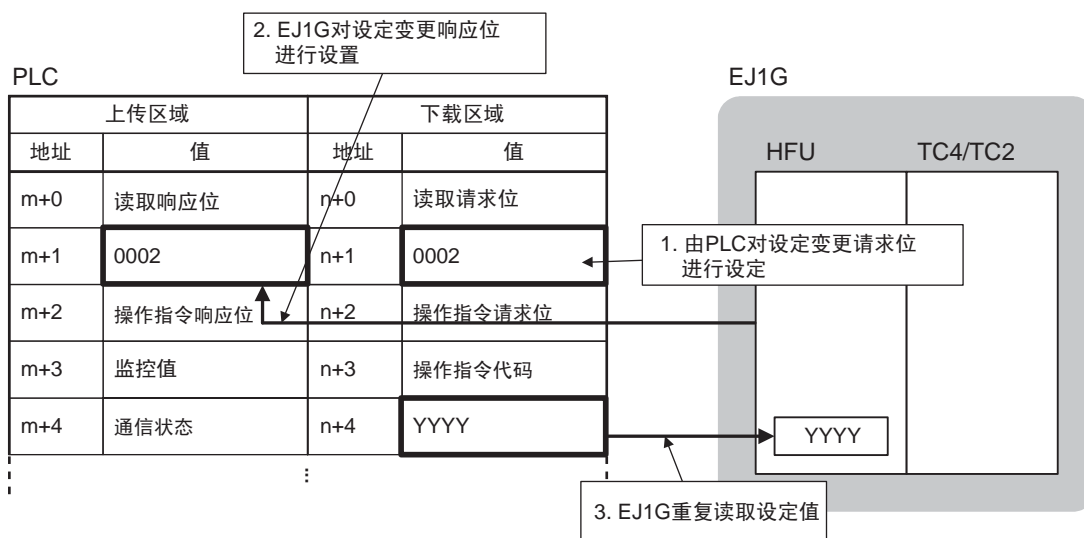 2. EJ1G对设定变更响应位
进行设置
PLC
EJ1G
上传区域 下载区域
地址 值 地址 值
HFU TC4/TC2
m+0 读取响应位 n+0 读取请求位
1. 由PLC对设定变更请求位
进行设定
m+1 0002 n+1 0002
m+2 操作指令响应位 n+2 操作指令请求位
m+3 监控值 n+3 操作指令代码
m+4 通信状态 n+4 YYYY
YYYY
3. EJ1G重复读取设定值